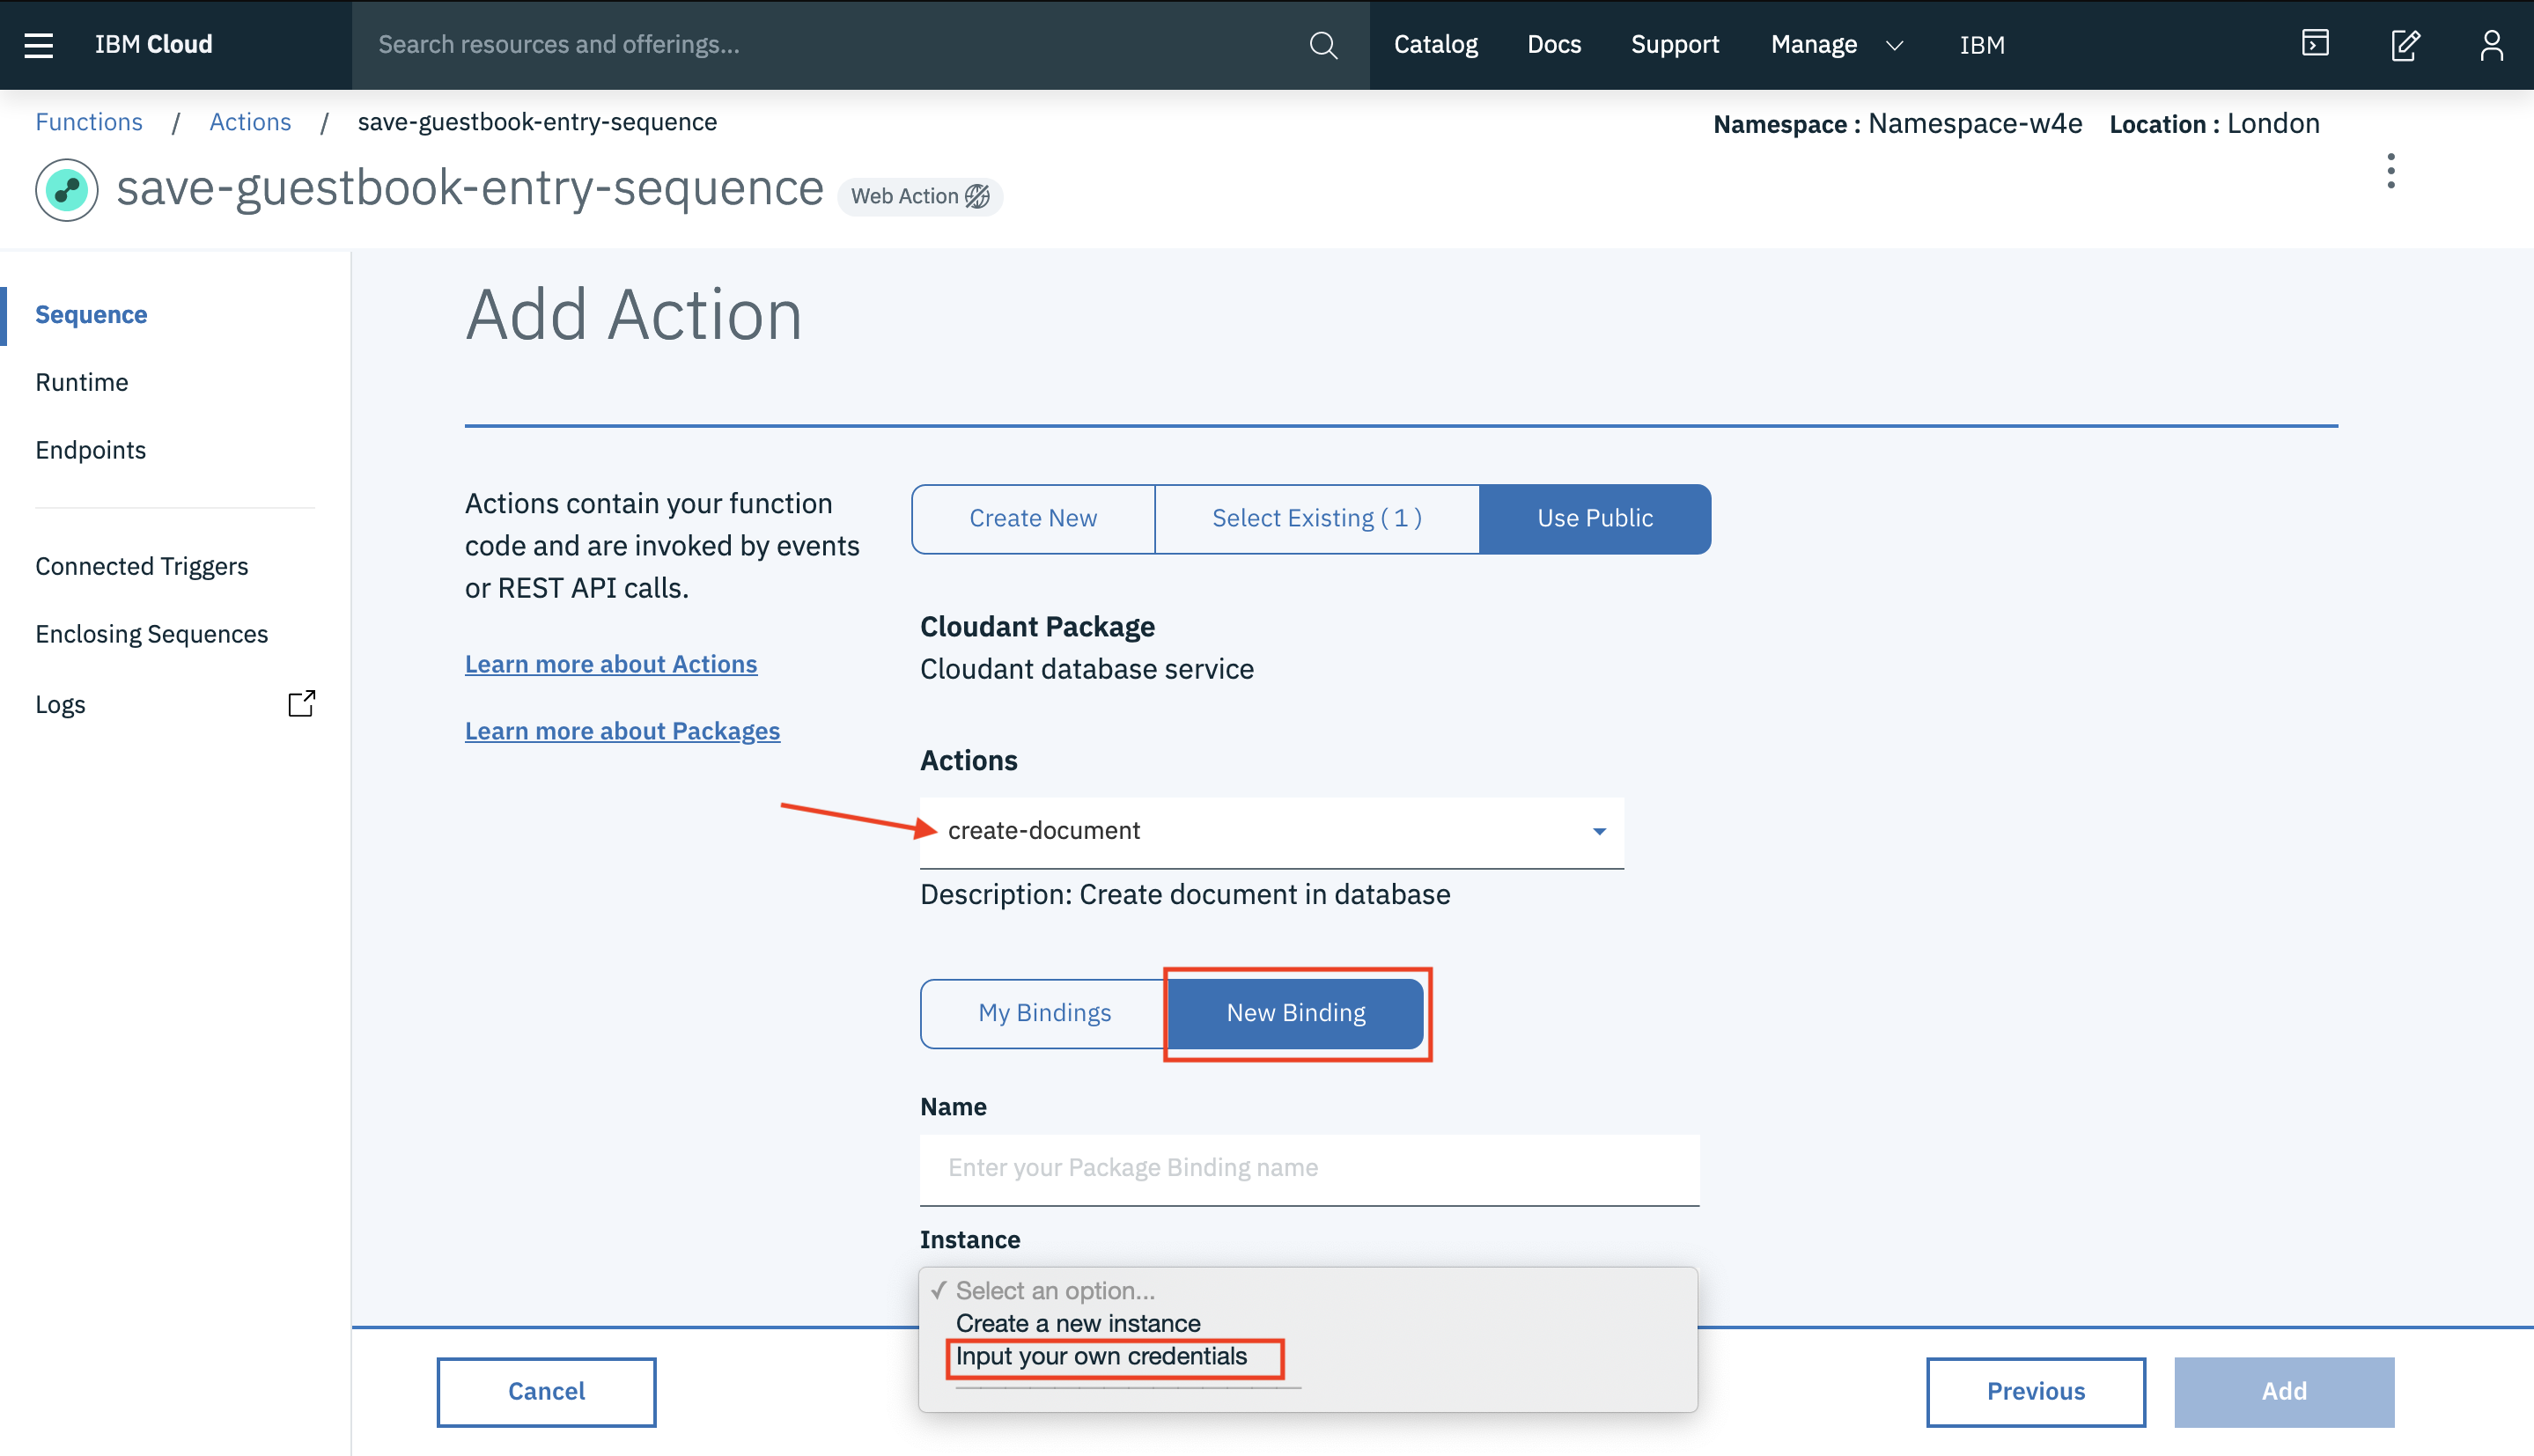 IBM Cloud
Search resources and offerings...
Catalog
Docs
Support
Manage
IBM
Functions / Actions / save-guestbook-entry-sequence
Namespace : Namespace-w4e
Location : London
save-guestbook-entry-sequence
Web Action
Sequence
Runtime
Endpoints
Connected Triggers
Enclosing Sequences
Logs
Add Action
Actions contain your function
code and are invoked by events
or REST API calls.
Learn more about Actions
Learn more about Packages
Create New
Select Existing ( 1 )
Use Public
Cloudant Package
Cloudant database service
Actions
create-document
Description: Create document in database
My Bindings
New Binding
Name
Enter your Package Binding name
Instance
✓ Select an option...
Create a new instance
Input your own credentials
Cancel
Previous
Add